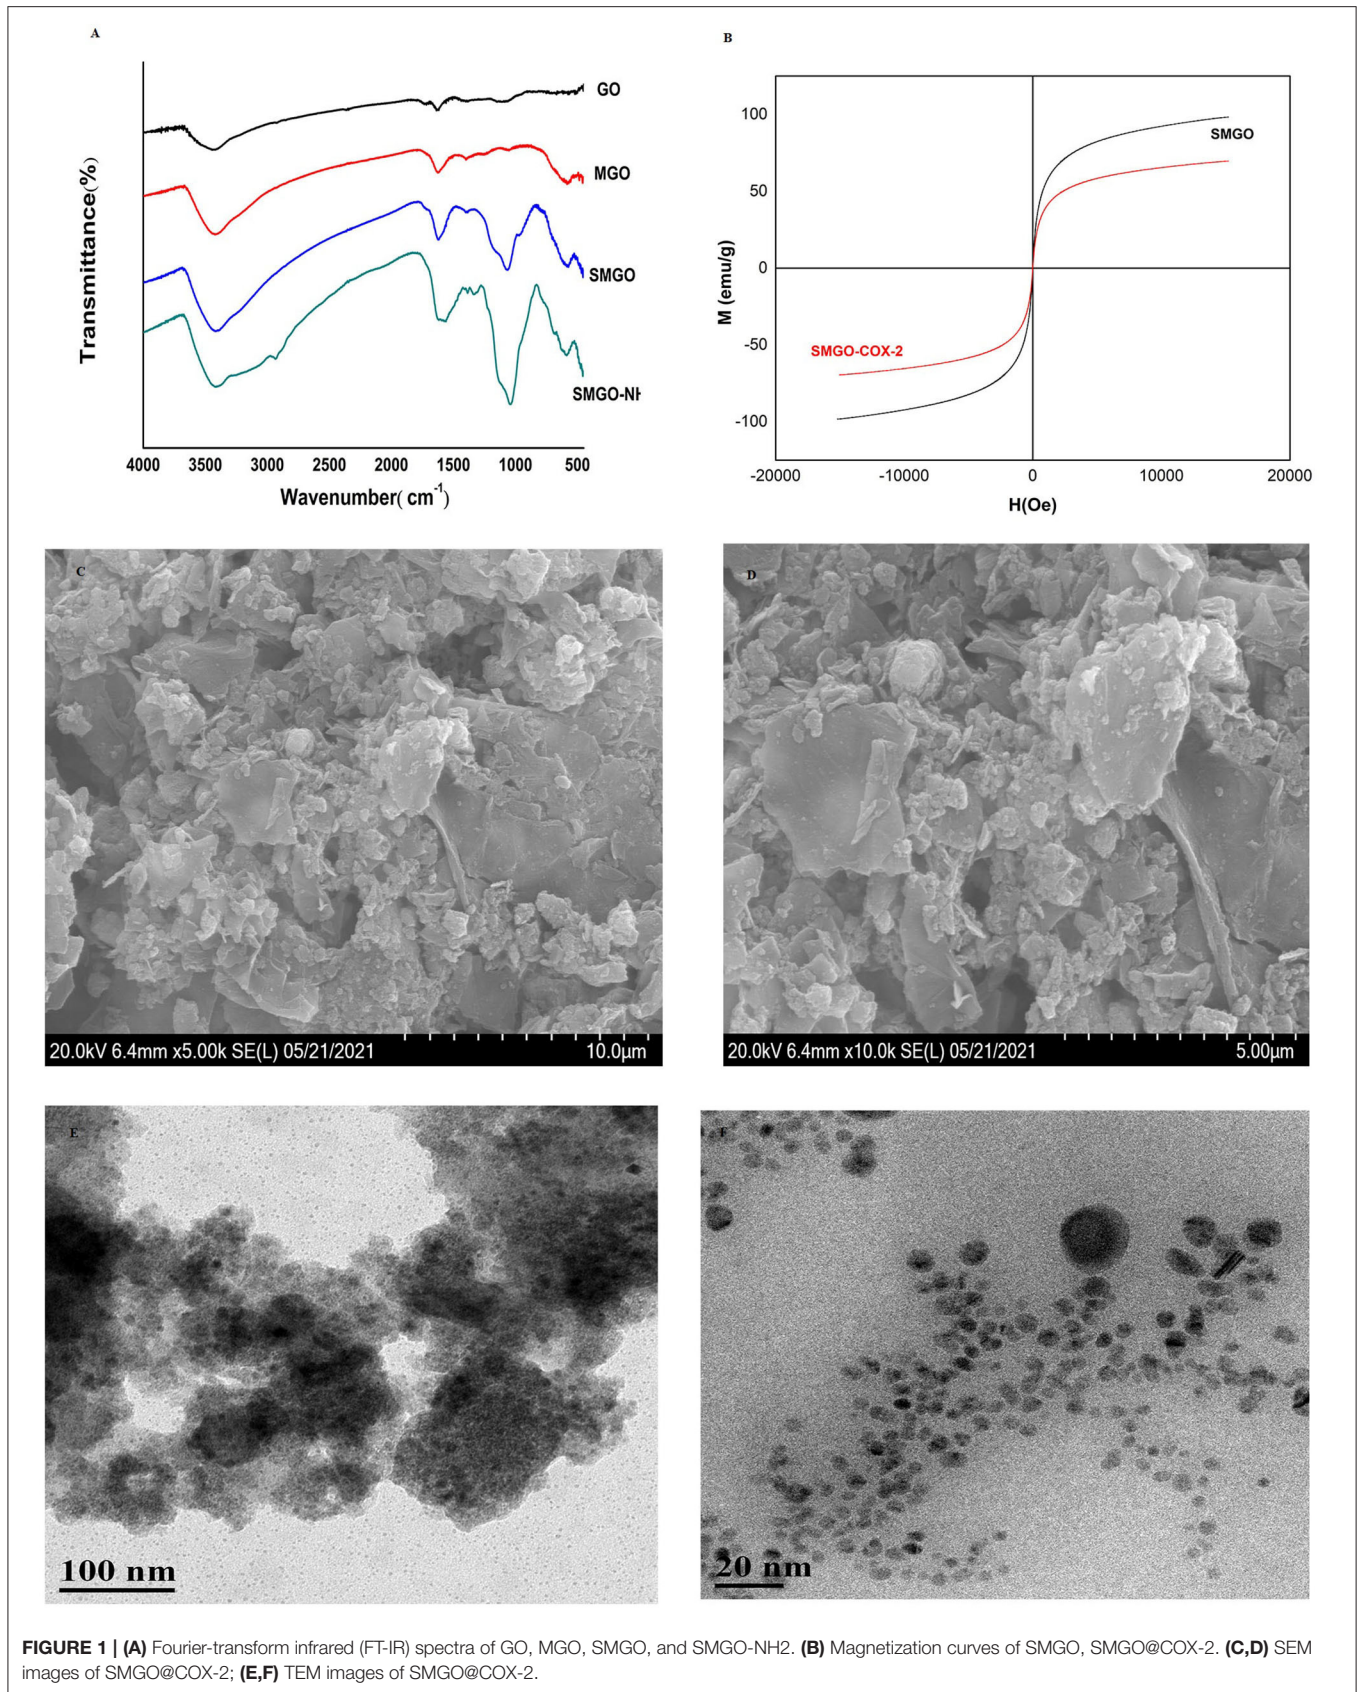 A
GO
MGO
SMGO
SMGO-NH
Transmittance(%)
4000 3500 3000 2500 2000 1500 1000 500
Wavenumber( cm-1)
B
100
50
0
-50
-100
M (emu/g)
SMGO
SMGO-COX-2
-20000 -10000 0 10000 20000
H(Oe)
C
20.0kV 6.4mm x5.00k SE(L) 05/21/2021 10.0µm
D
20.0kV 6.4mm x10.0k SE(L) 05/21/2021 5.00µm
E
100 nm
F
20 nm
FIGURE 1 | (A) Fourier-transform infrared (FT-IR) spectra of GO, MGO, SMGO, and SMGO-NH2. (B) Magnetization curves of SMGO, SMGO@COX-2. (C,D) SEM
images of SMGO@COX-2; (E,F) TEM images of SMGO@COX-2.